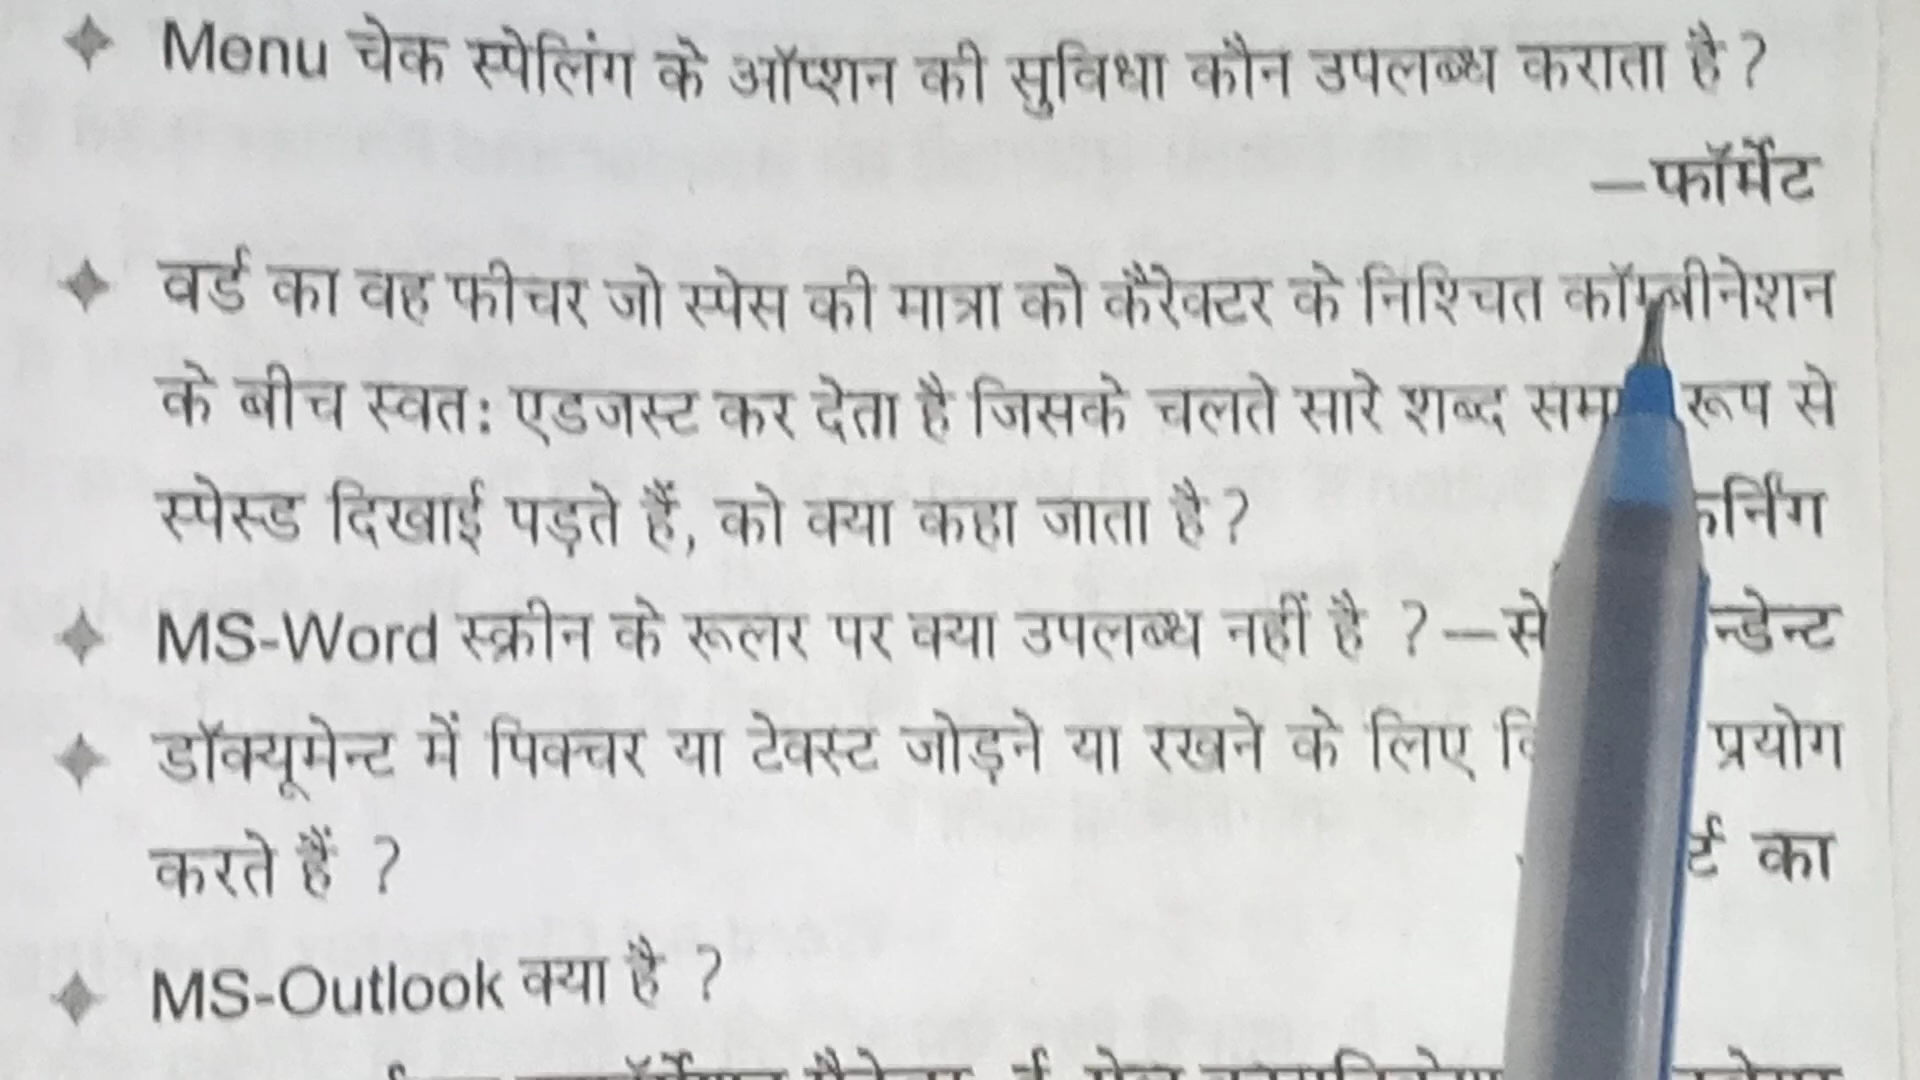 Menu चेक स्पेलिंग के ऑप्शन की सुविधा कौन उपलब्ध कराता है ?
—फॉर्मेट
वर्ड का वह फीचर जो स्पेस की मात्रा को कैरेक्टर के निश्चित कॉम्बीनेशन
के बीच स्वत: एडजस्ट कर देता है जिसके चलते सारे शब्द रूप से
स्पेस्ड दिखाई पड़ते हैं, को क्या कहा जाता है ?
MS-Word स्क्रीन के रूलर पर क्या उपलब्ध नहीं है ?
डॉक्यूमेन्ट में पिक्चर या टेक्स्ट जोड़ने या रखने के लिए प्रयोग
करते हैं ? का
MS-Outlook क्या है ?